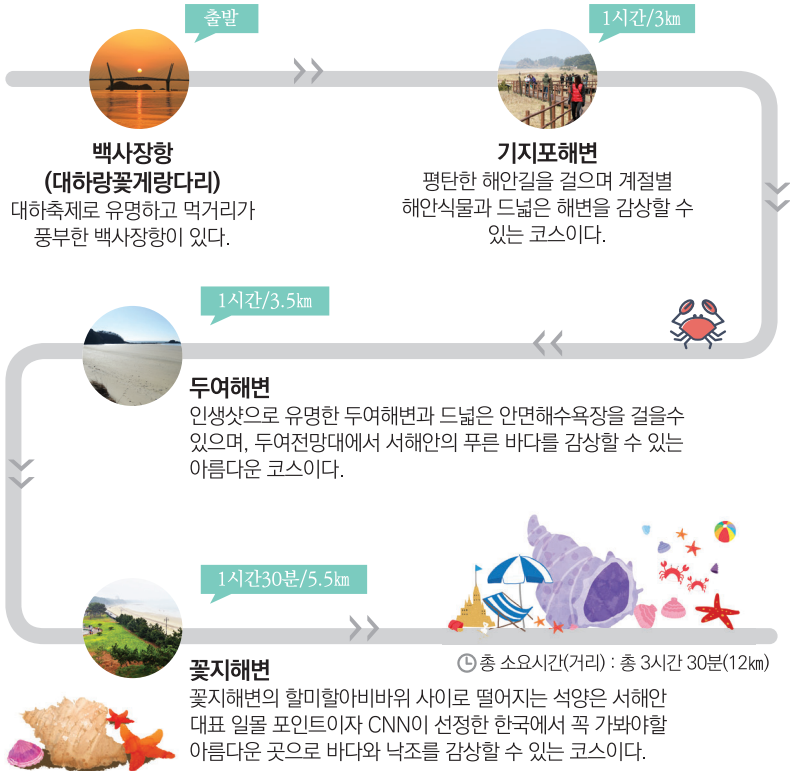 출발
백사장항
(대하랑꽃게랑다리)
대하축제로 유명하고 먹거리가
풍부한 백사장항이 있다.
1시간/3㎞
기지포해변
평탄한 해안길을 걸으며 계절별
해안식물과 드넓은 해변을 감상할 수
있는 코스이다.
1시간/3.5㎞
두여해변
인생샷으로 유명한 두여해변과 드넓은 안면해수욕장을 걸을수
있으며, 두여전망대에서 서해안의 푸른 바다를 감상할 수 있는
아름다운 코스이다.
1시간30분/5.5㎞
꽃지해변
꽃지해변의 할미할아비바위 사이로 떨어지는 석양은 서해안
대표 일몰 포인트이자 CNN이 선정한 한국에서 꼭 가봐야할
아름다운 곳으로 바다와 낙조를 감상할 수 있는 코스이다.
총 소요시간(거리) : 총 3시간 30분(12㎞)